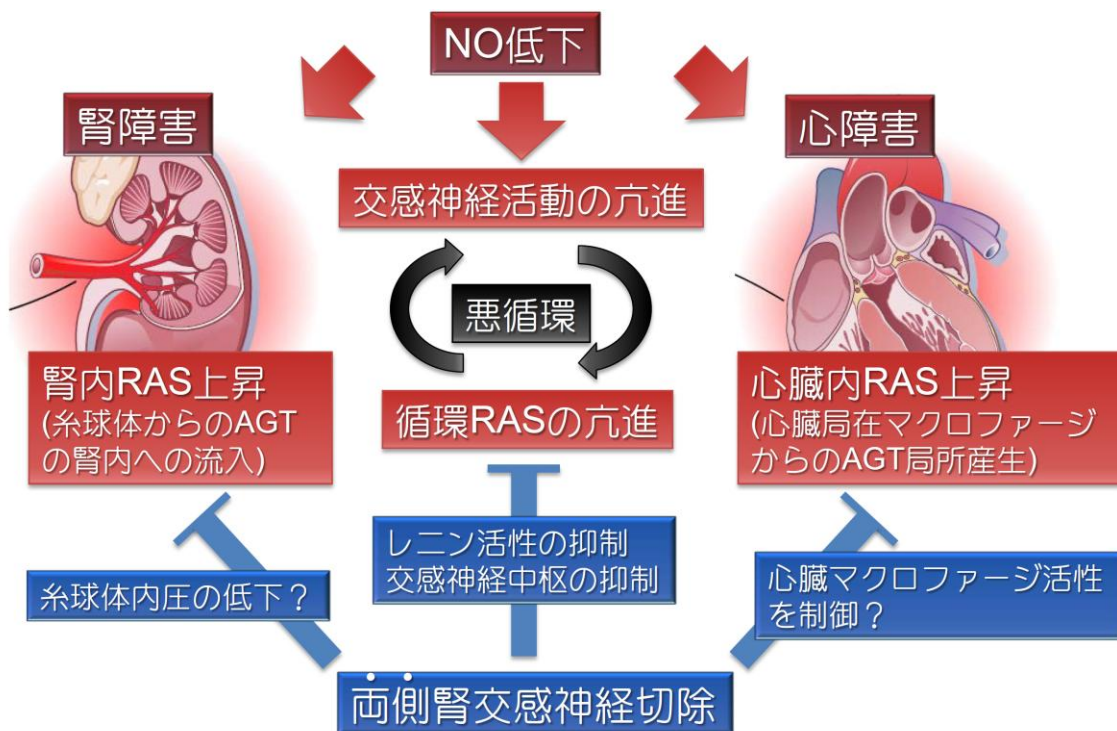 NO低下
腎障害
心障害
交感神経活動の亢進
悪循環
腎内RAS上昇
(糸球体からのAGT
の腎内への流入)
循環RASの亢進
心臓内RAS上昇
(心臓局在マクロファージ
からのAGT局所産生)
レニン活性の抑制
交感神経中枢の抑制
糸球体内圧の低下？
心臓マクロファージ活性
を制御？
両側腎交感神経切除